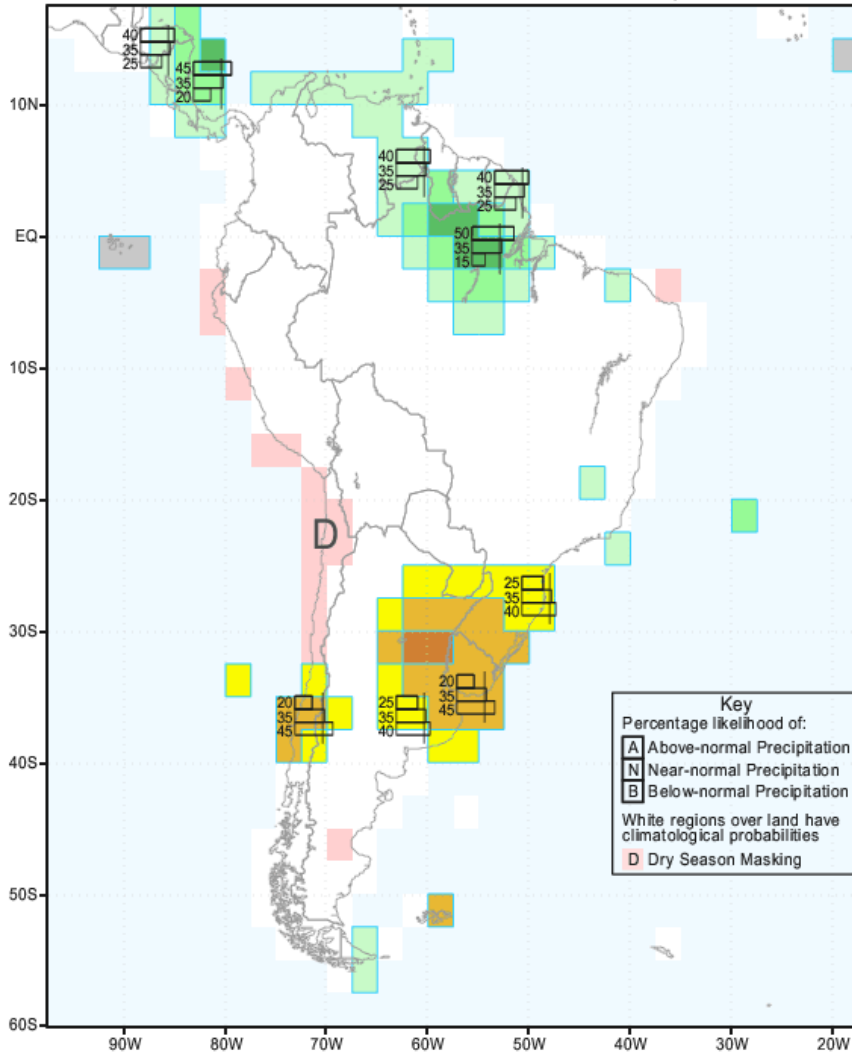 40
35
25
45
35
20
10N
40
35
25
40
35
25
50
35
15
EQ
10S
20S
D
25
35
40
30S
20
35
45
20
35
45
25
35
40
Key
Percentage likelihood of:
A Above-normal Precipitation
N Near-normal Precipitation
B Below-normal Precipitation
White regions over land have
climatological probabilities
D Dry Season Masking
40S
50S
60S
90W 80W 70W 60W 50W 40W 30W 20W